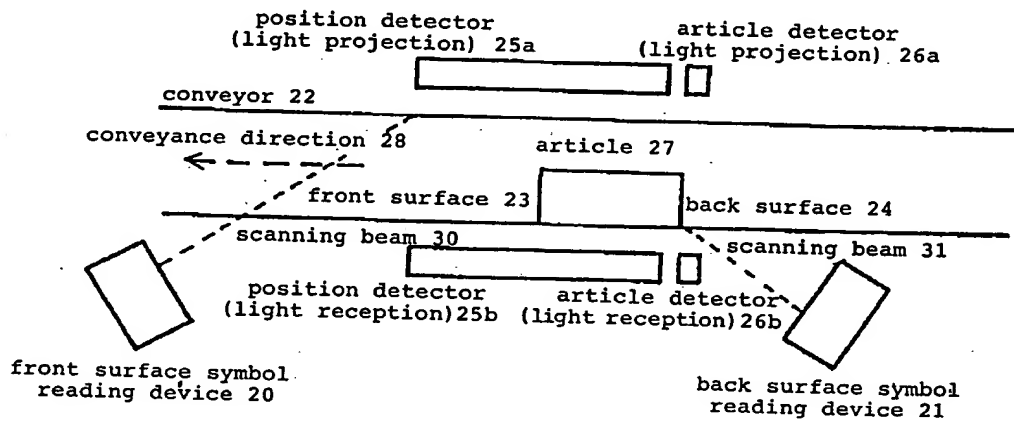 position detector
(light projection) 25a
article detector
(light projection) 26a
conveyor 22
conveyance direction 28
article 27
front surface 23
back surface 24
scanning beam 30
scanning beam 31
position detector
(light reception)25b
article detector
(light reception)26b
front surface symbol
reading device 20
back surface symbol
reading device 21